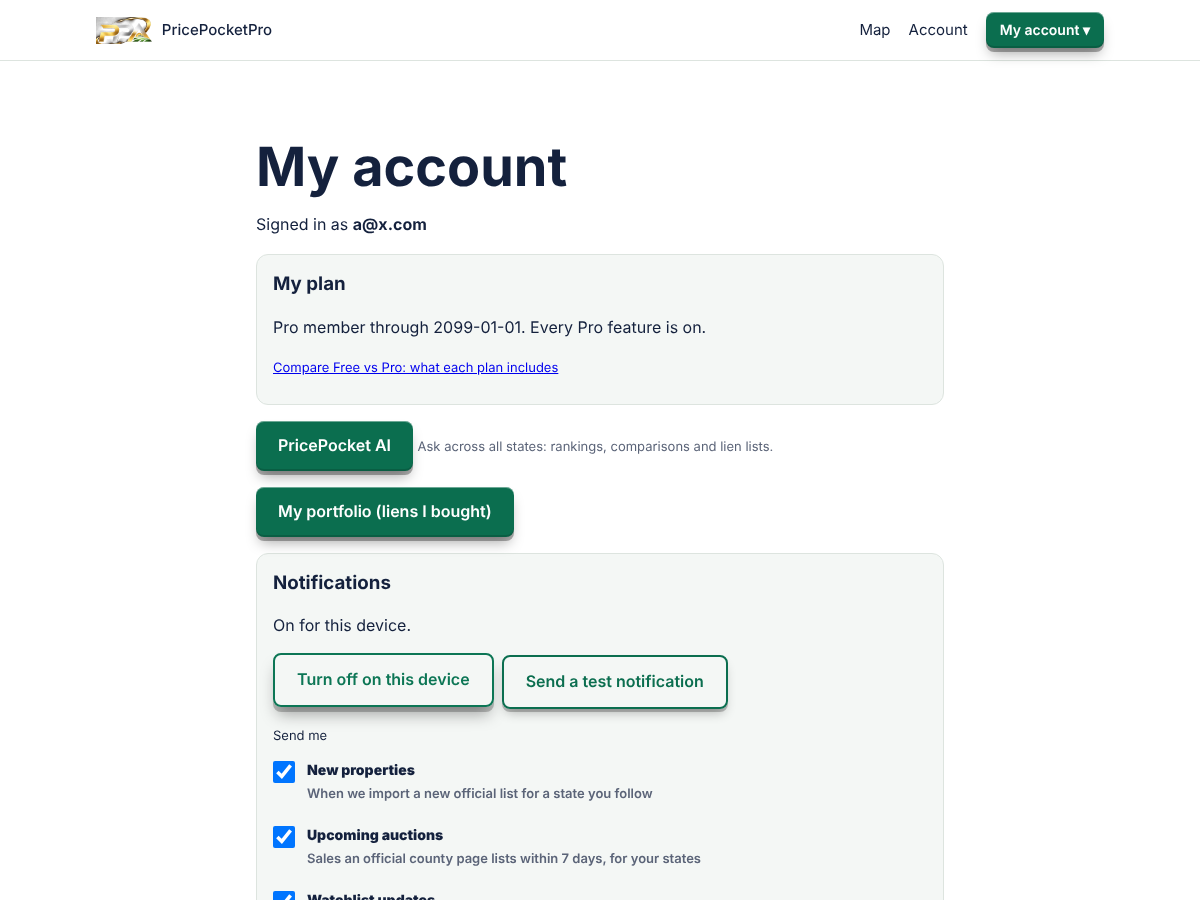 PricePocketPro
Map
Account
My account ▾
My account
Signed in as a@x.com
My plan
Pro member through 2099-01-01. Every Pro feature is on.
Compare Free vs Pro: what each plan includes
PricePocket AI
Ask across all states: rankings, comparisons and lien lists.
My portfolio (liens I bought)
Notifications
On for this device.
Turn off on this device
Send a test notification
Send me
New properties
When we import a new official list for a state you follow
Upcoming auctions
Sales an official county page lists within 7 days, for your states
Watchlist updates